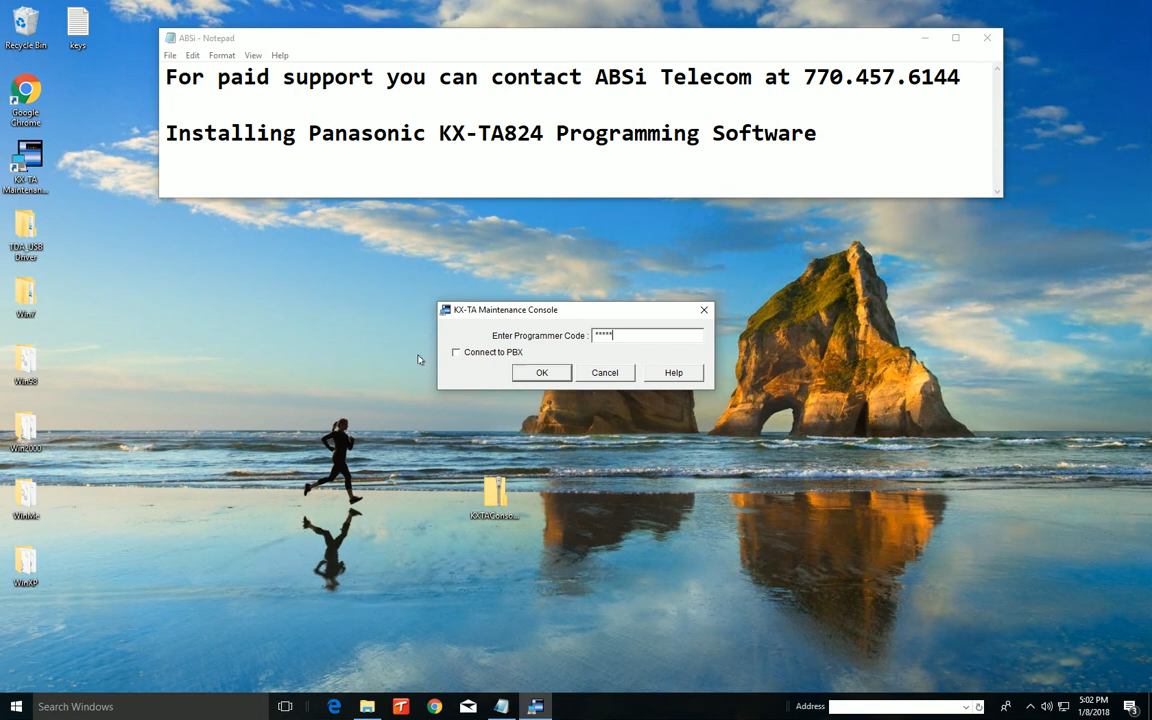 Recycle Bin
keys
Google
Chrome
KX-TA
Maintenan...
TDA_USB
Driver
Win7
Win98
Win2000
WinMe
WinXP
ABSi - Notepad
File Edit Format View Help
For paid support you can contact ABSi Telecom at 770.457.6144
Installing Panasonic KX-TA824 Programming Software
KX-TA Maintenance Console
Enter Programmer Code : *****
Connect to PBX
OK Cancel Help
KXTAConso...
Search Windows
Address
5:02 PM
1/8/2018
3